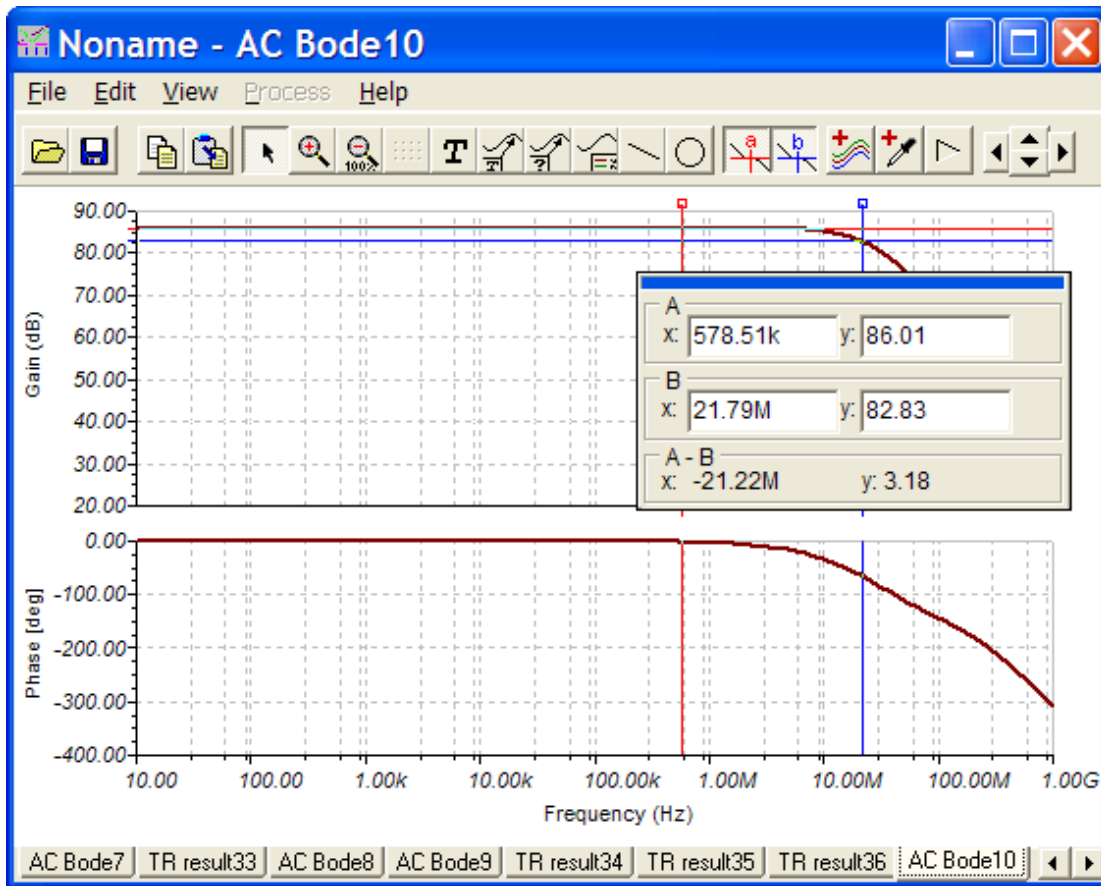 Noname - AC Bode10
File Edit View Process Help
100% T T ? =x a b
90.00
80.00
70.00
60.00
50.00
40.00
30.00
20.00
Gain (dB)
A
x: 578.51k y: 86.01
B
x: 21.79M y: 82.83
A - B
x: -21.22M y: 3.18
0.00
-100.00
-200.00
-300.00
-400.00
Phase [deg]
10.00 100.00 1.00k 10.00k 100.00k 1.00M 10.00M 100.00M 1.00G
Frequency (Hz)
AC Bode7 TR result33 AC Bode8 AC Bode9 TR result34 TR result35 TR result36 AC Bode10